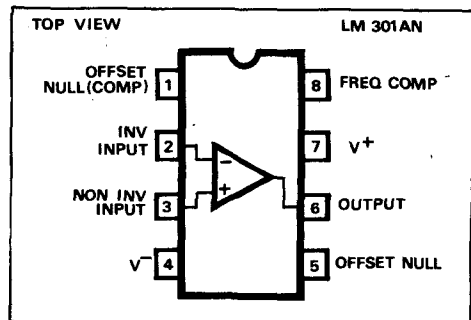 TOP VIEW
LM 301AN
OFFSET
NULL(COMP)
1
8
FREQ COMP
INV
INPUT
2
7
V+
−
NON INV
INPUT
3
+
6
OUTPUT
V−
4
5
OFFSET NULL